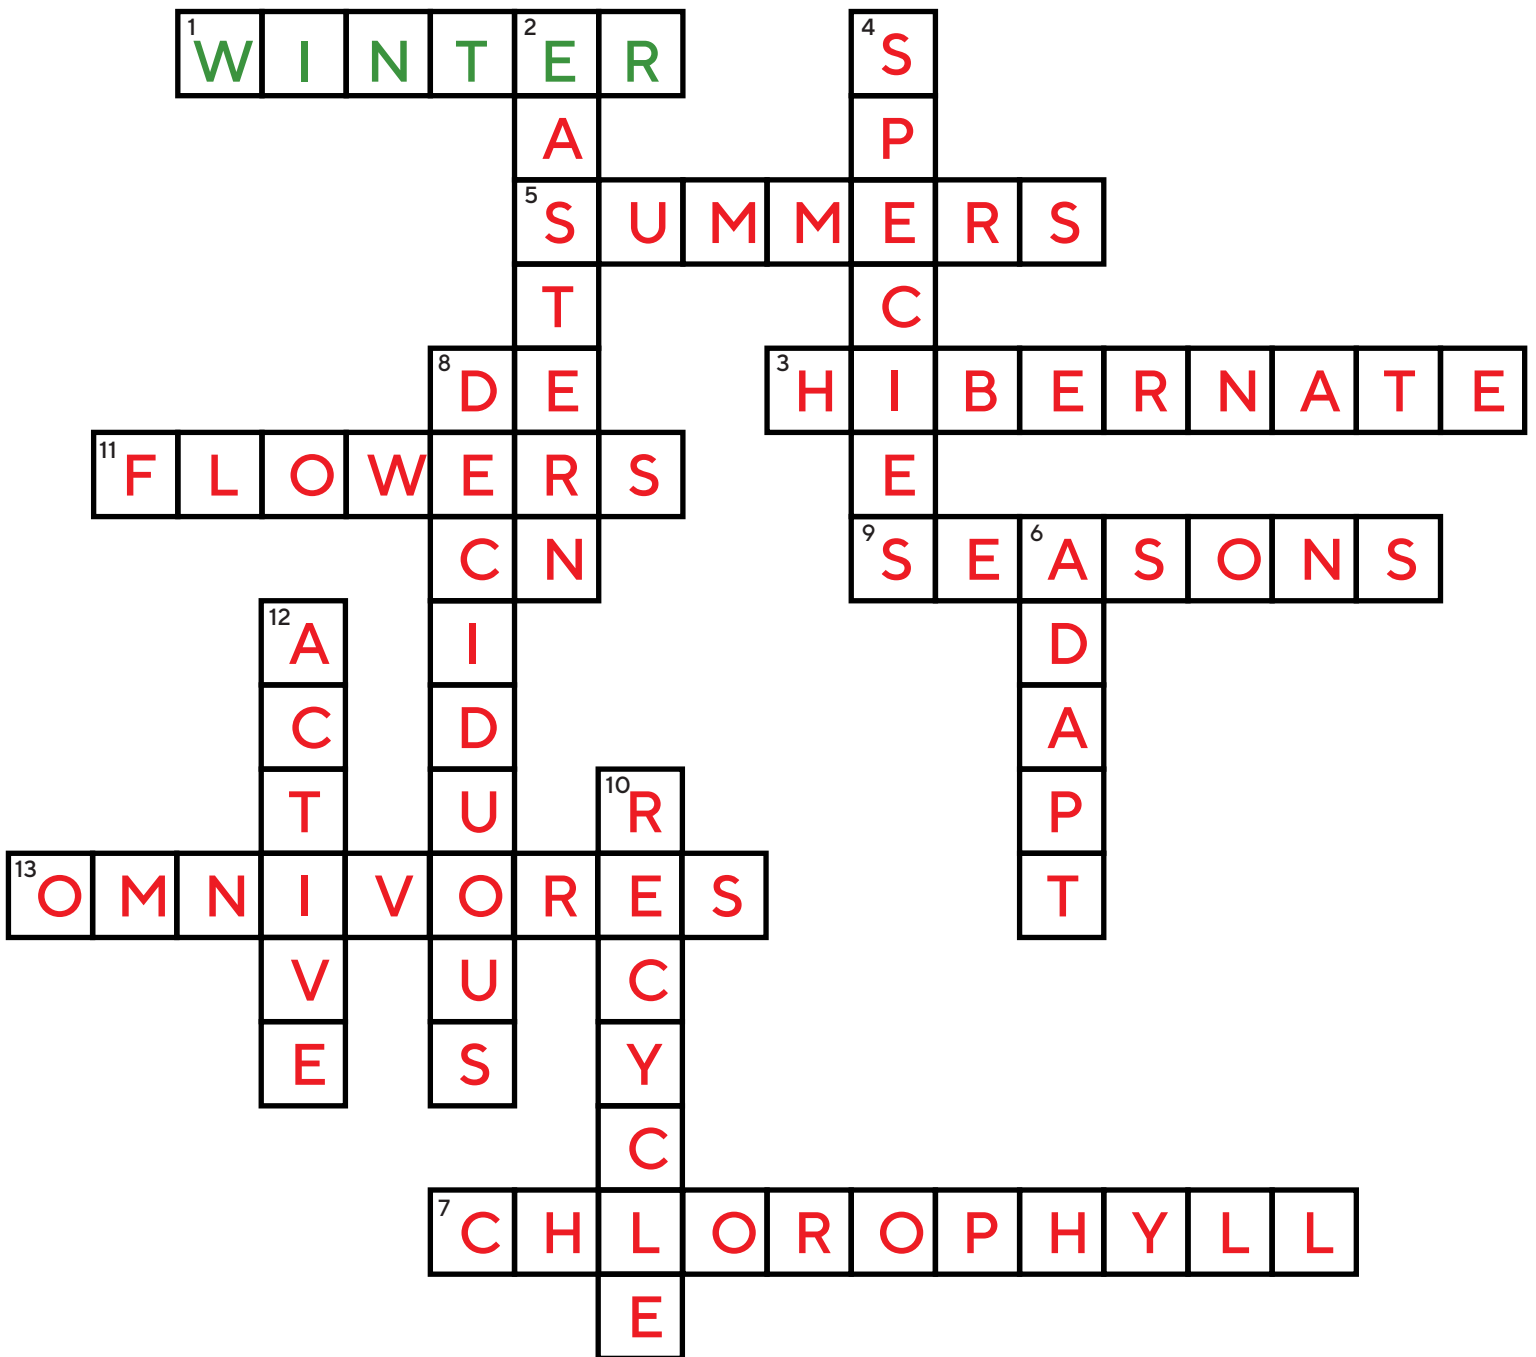 1 WINTER
2 EASTERN
4 SPECIES
5 SUMMERS
8 DECIDUOUS
3 HIBERNATE
11 FLOWERS
9 SEASONS
6 ADAPT
12 ACTIVE
10 RECYCLE
13 OMNIVORES
7 CHLOROPHYLL